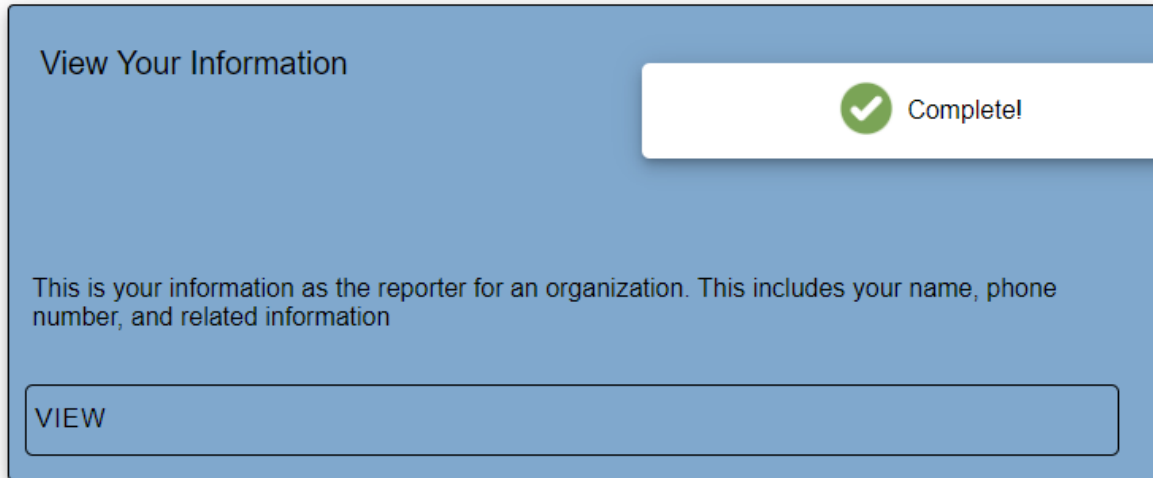 View Your Information
Complete!
This is your information as the reporter for an organization. This includes your name, phone
number, and related information
VIEW